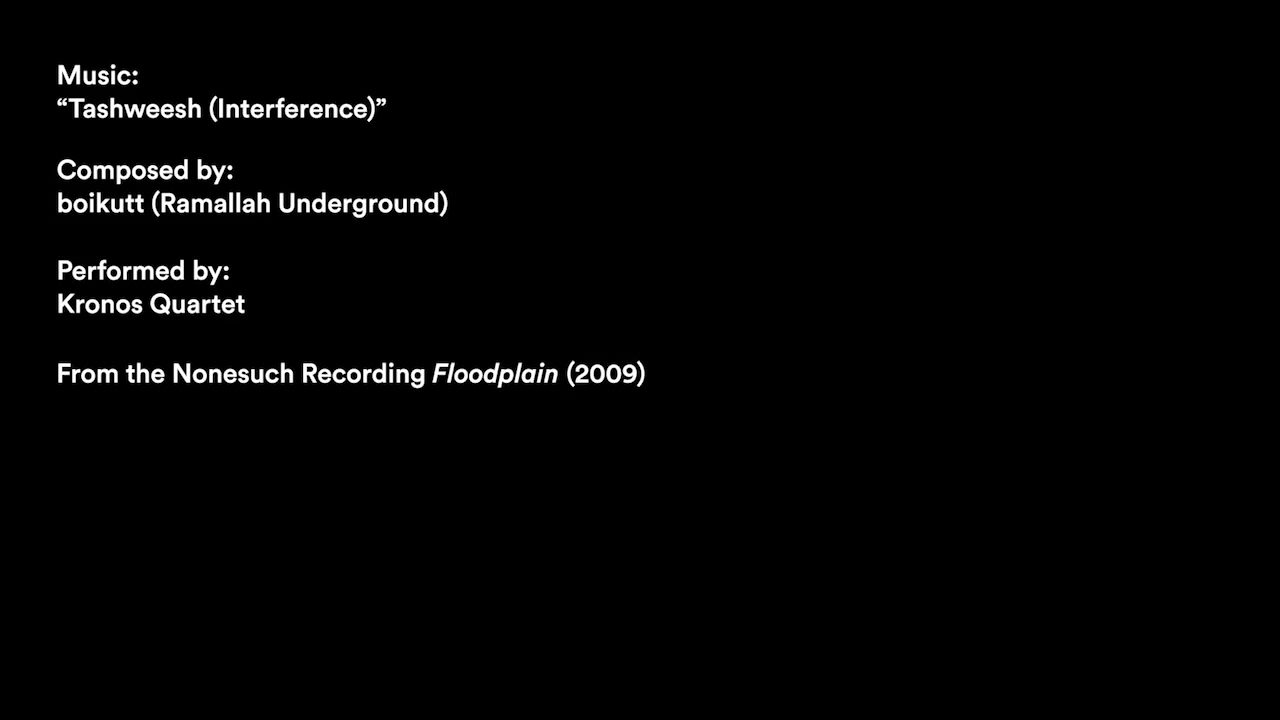 Music:
“Tashweesh (Interference)”
Composed by:
boikutt (Ramallah Underground)
Performed by:
Kronos Quartet
From the Nonesuch Recording Floodplain (2009)